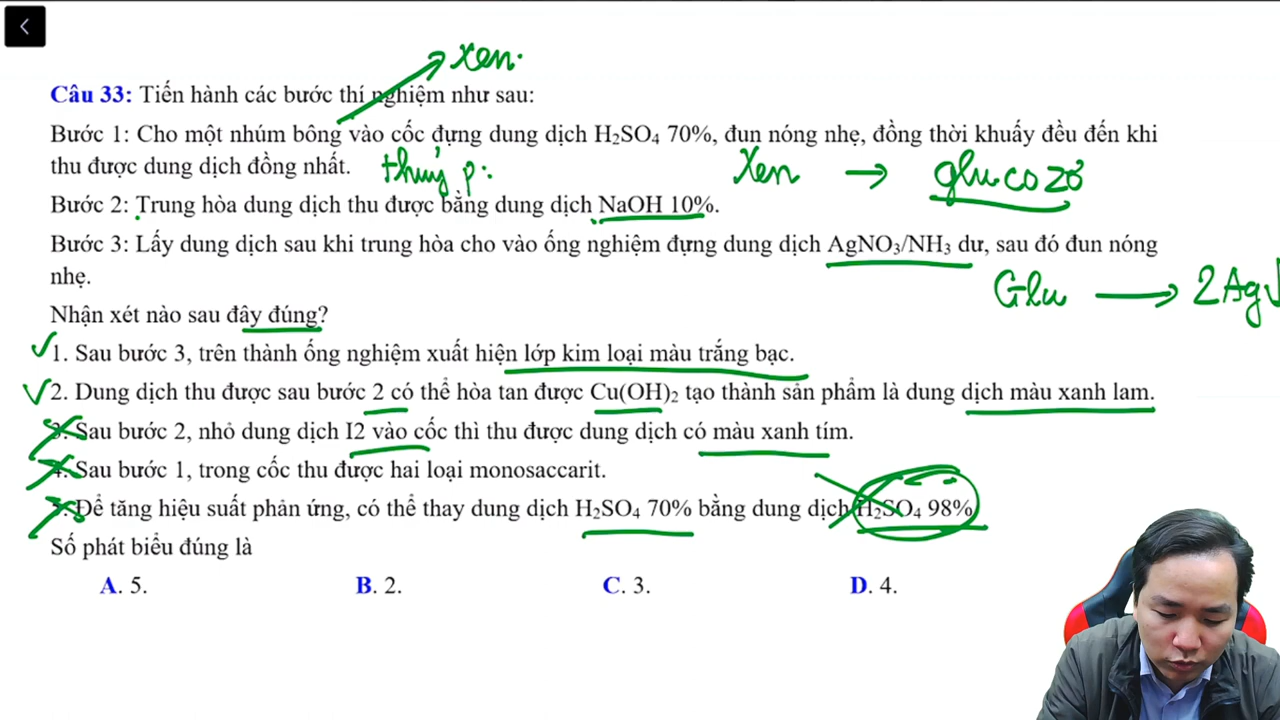 xen.
Câu 33: Tiến hành các bước thí nghiệm như sau:
Bước 1: Cho một nhúm bông vào cốc đựng dung dịch H₂SO₄ 70%, đun nóng nhẹ, đồng thời khuấy đều đến khi
thu được dung dịch đồng nhất.
thủy p:
Xen → glucozơ
Bước 2: Trung hòa dung dịch thu được bằng dung dịch NaOH 10%.
Bước 3: Lấy dung dịch sau khi trung hòa cho vào ống nghiệm đựng dung dịch AgNO₃/NH₃ dư, sau đó đun nóng
nhẹ.
Glu → 2Ag↓
Nhận xét nào sau đây đúng?
1. Sau bước 3, trên thành ống nghiệm xuất hiện lớp kim loại màu trắng bạc.
2. Dung dịch thu được sau bước 2 có thể hòa tan được Cu(OH)₂ tạo thành sản phẩm là dung dịch màu xanh lam.
3. Sau bước 2, nhỏ dung dịch I2 vào cốc thì thu được dung dịch có màu xanh tím.
4. Sau bước 1, trong cốc thu được hai loại monosaccarit.
5. Để tăng hiệu suất phản ứng, có thể thay dung dịch H₂SO₄ 70% bằng dung dịch H₂SO₄ 98%
Số phát biểu đúng là
A. 5. B. 2. C. 3. D. 4.